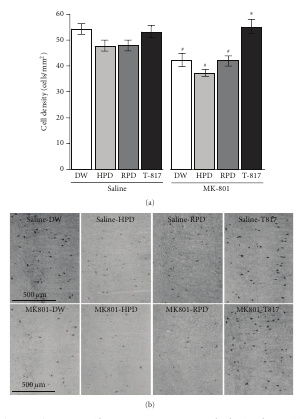 60
50
40
30
20
10
0
Cell density (cells/mm²)
# # # #
DW HPD RPD T-817 DW HPD RPD T-817
Saline MK-801
(a)
Saline-DW Saline-HPD Saline-RPD Saline-T817
500 μm
MK801-DW MK801-HPD MK801-RPD MK801-T817
500 μm
(b)